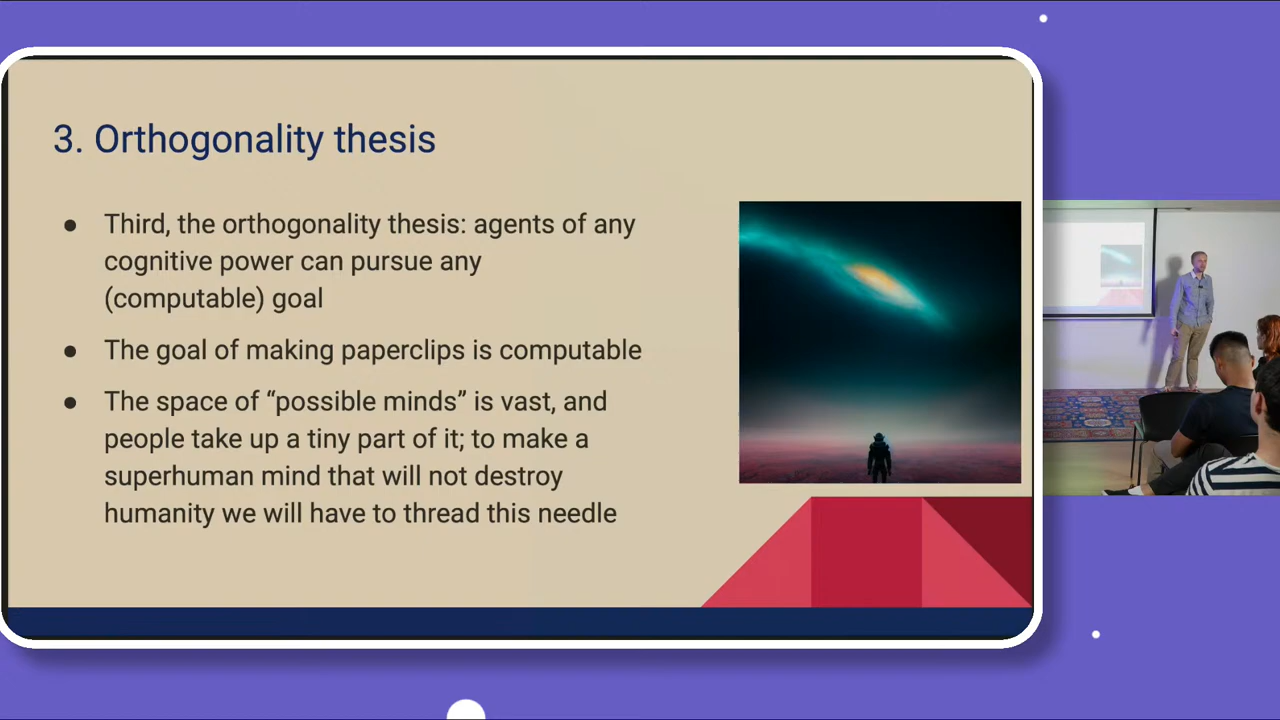 3. Orthogonality thesis
● Third, the orthogonality thesis: agents of any
cognitive power can pursue any
(computable) goal
● The goal of making paperclips is computable
● The space of “possible minds” is vast, and
people take up a tiny part of it; to make a
superhuman mind that will not destroy
humanity we will have to thread this needle